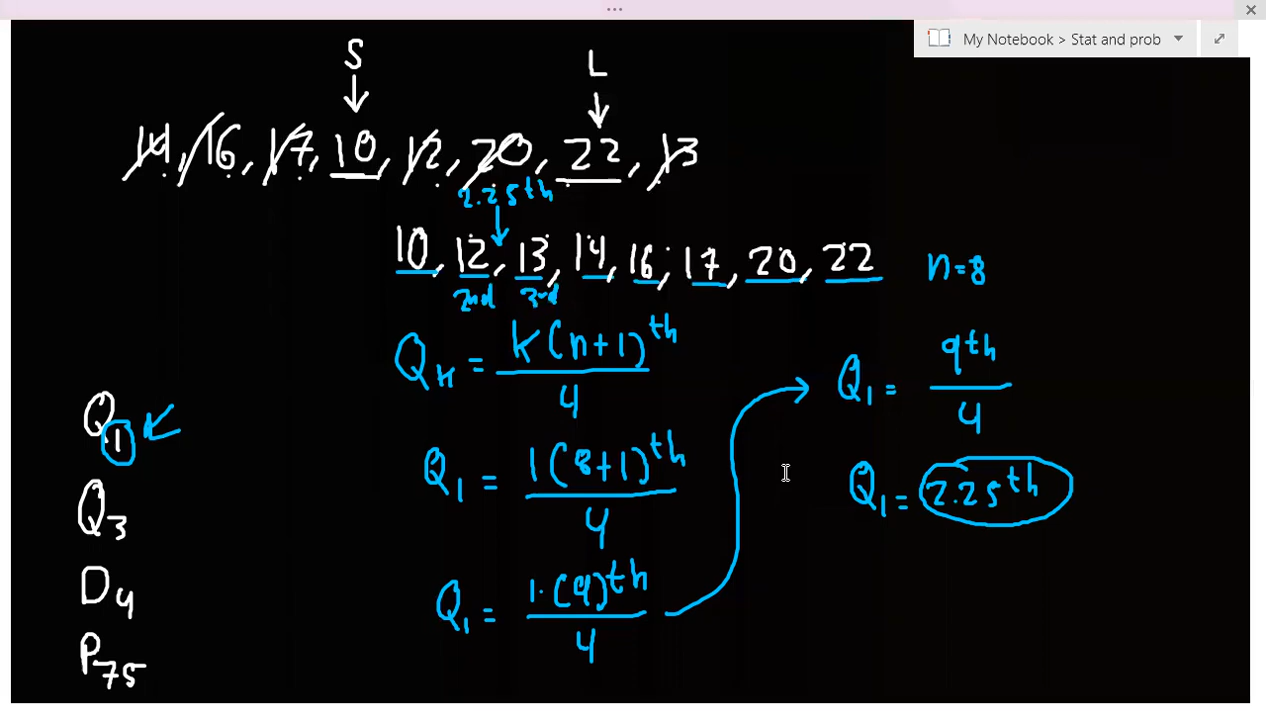 ...
My Notebook > Stat and prob
S
L
14, 16, 17, 10, 12, 20, 22, 13
2.25th
10, 12, 13, 14, 16, 17, 20, 22 n=8
2nd 3rd
Qₖ = k(n+1)ᵗʰ / 4
Q₁ = 9th / 4
Q₁
Q₁ = 1(8+1)ᵗʰ / 4
Q₁ = 2.25th
Q₃
D₄
Q₁ = 1·(9)ᵗʰ / 4
P₇₅